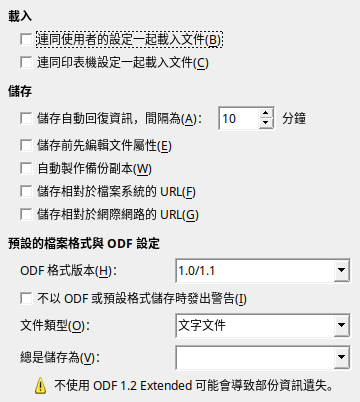 載入
連同使用者的設定一起載入文件(B)
連同印表機設定一起載入文件(C)
儲存
儲存自動回復資訊，間隔為(A)： 10 分鐘
儲存前先編輯文件屬性(E)
自動製作備份副本(W)
儲存相對於檔案系統的 URL(F)
儲存相對於網際網路的 URL(G)
預設的檔案格式與 ODF 設定
ODF 格式版本(H)： 1.0/1.1
不以 ODF 或預設格式儲存時發出警告(I)
文件類型(O)： 文字文件
總是儲存為(V)：
不使用 ODF 1.2 Extended 可能會導致部份資訊遺失。